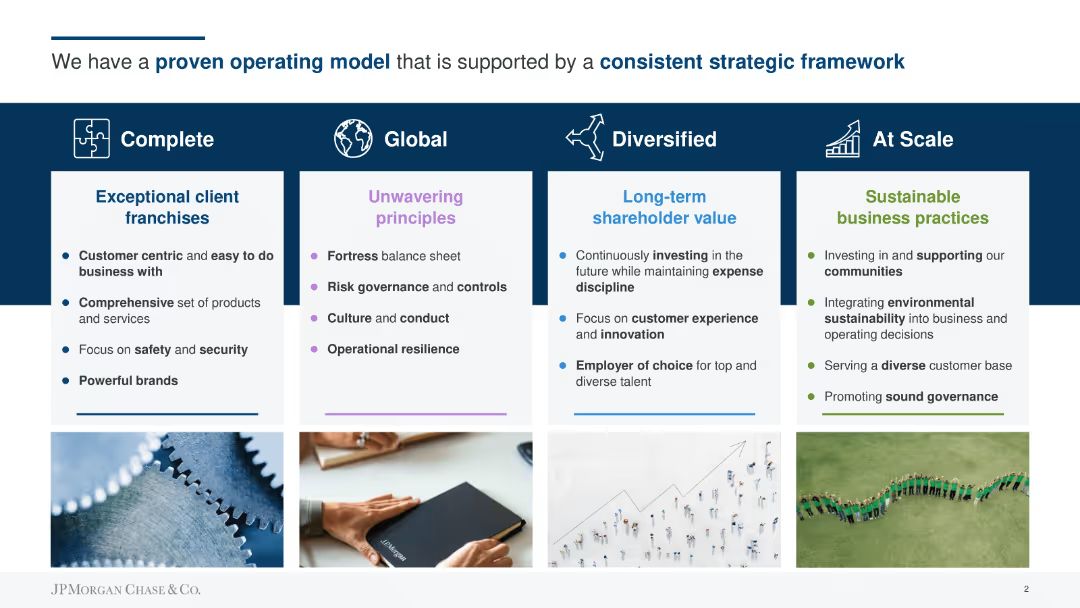 We have a proven operating model that is supported by a consistent strategic framework
Complete
Global
Diversified
At Scale
Exceptional client
franchises
• Customer centric and easy to do
business with
• Comprehensive set of products
and services
• Focus on safety and security
• Powerful brands
Unwavering
principles
• Fortress balance sheet
• Risk governance and controls
• Culture and conduct
• Operational resilience
Long-term
shareholder value
• Continuously investing in the
future while maintaining expense
discipline
• Focus on customer experience
and innovation
• Employer of choice for top and
diverse talent
Sustainable
business practices
• Investing in and supporting our
communities
• Integrating environmental
sustainability into business and
operating decisions
• Serving a diverse customer base
• Promoting sound governance
J.P.Morgan
JPMORGAN CHASE & CO.
2